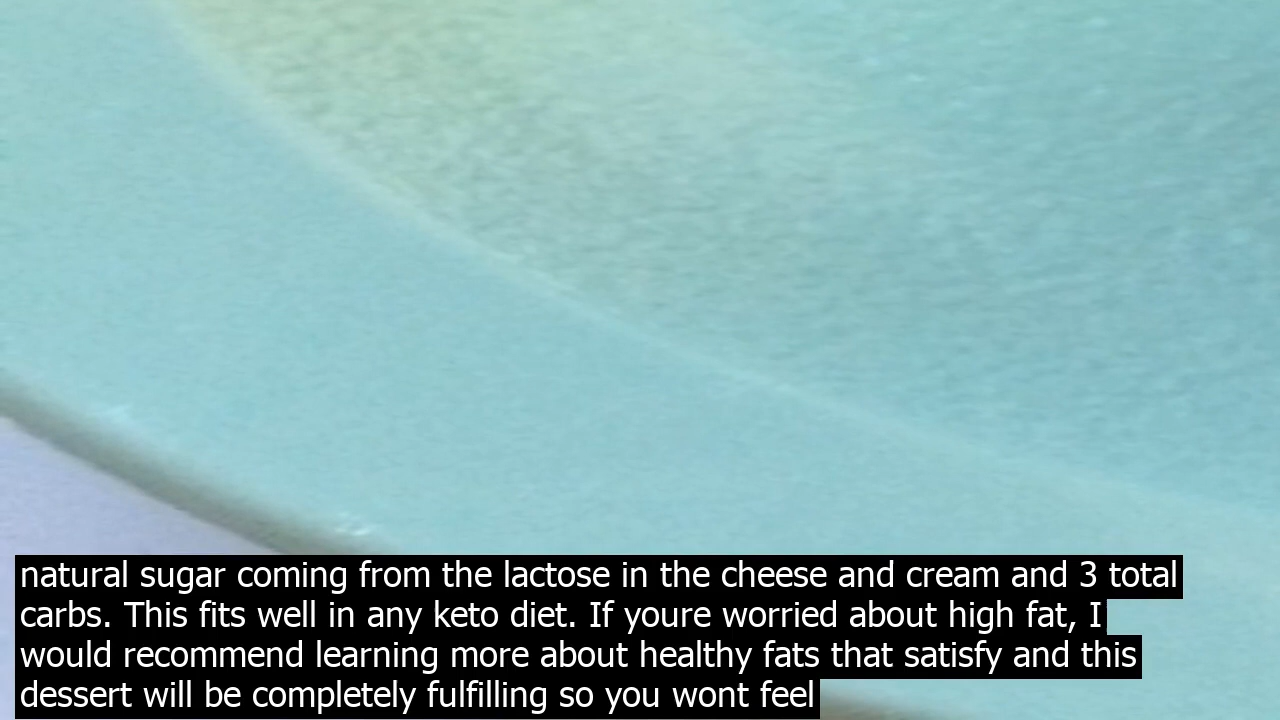 natural sugar coming from the lactose in the cheese and cream and 3 total
carbs. This fits well in any keto diet. If youre worried about high fat, I
would recommend learning more about healthy fats that satisfy and this
dessert will be completely fulfilling so you wont feel